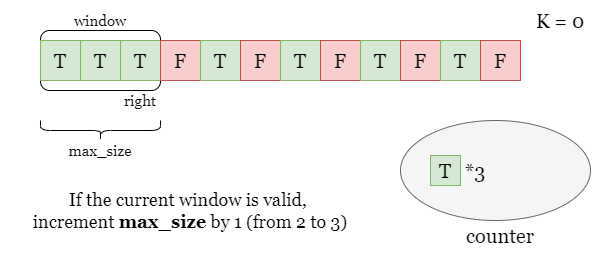 window
K = 0
T T T F T F T F T F T F
right
max_size
T *3
If the current window is valid,
increment max_size by 1 (from 2 to 3)
counter